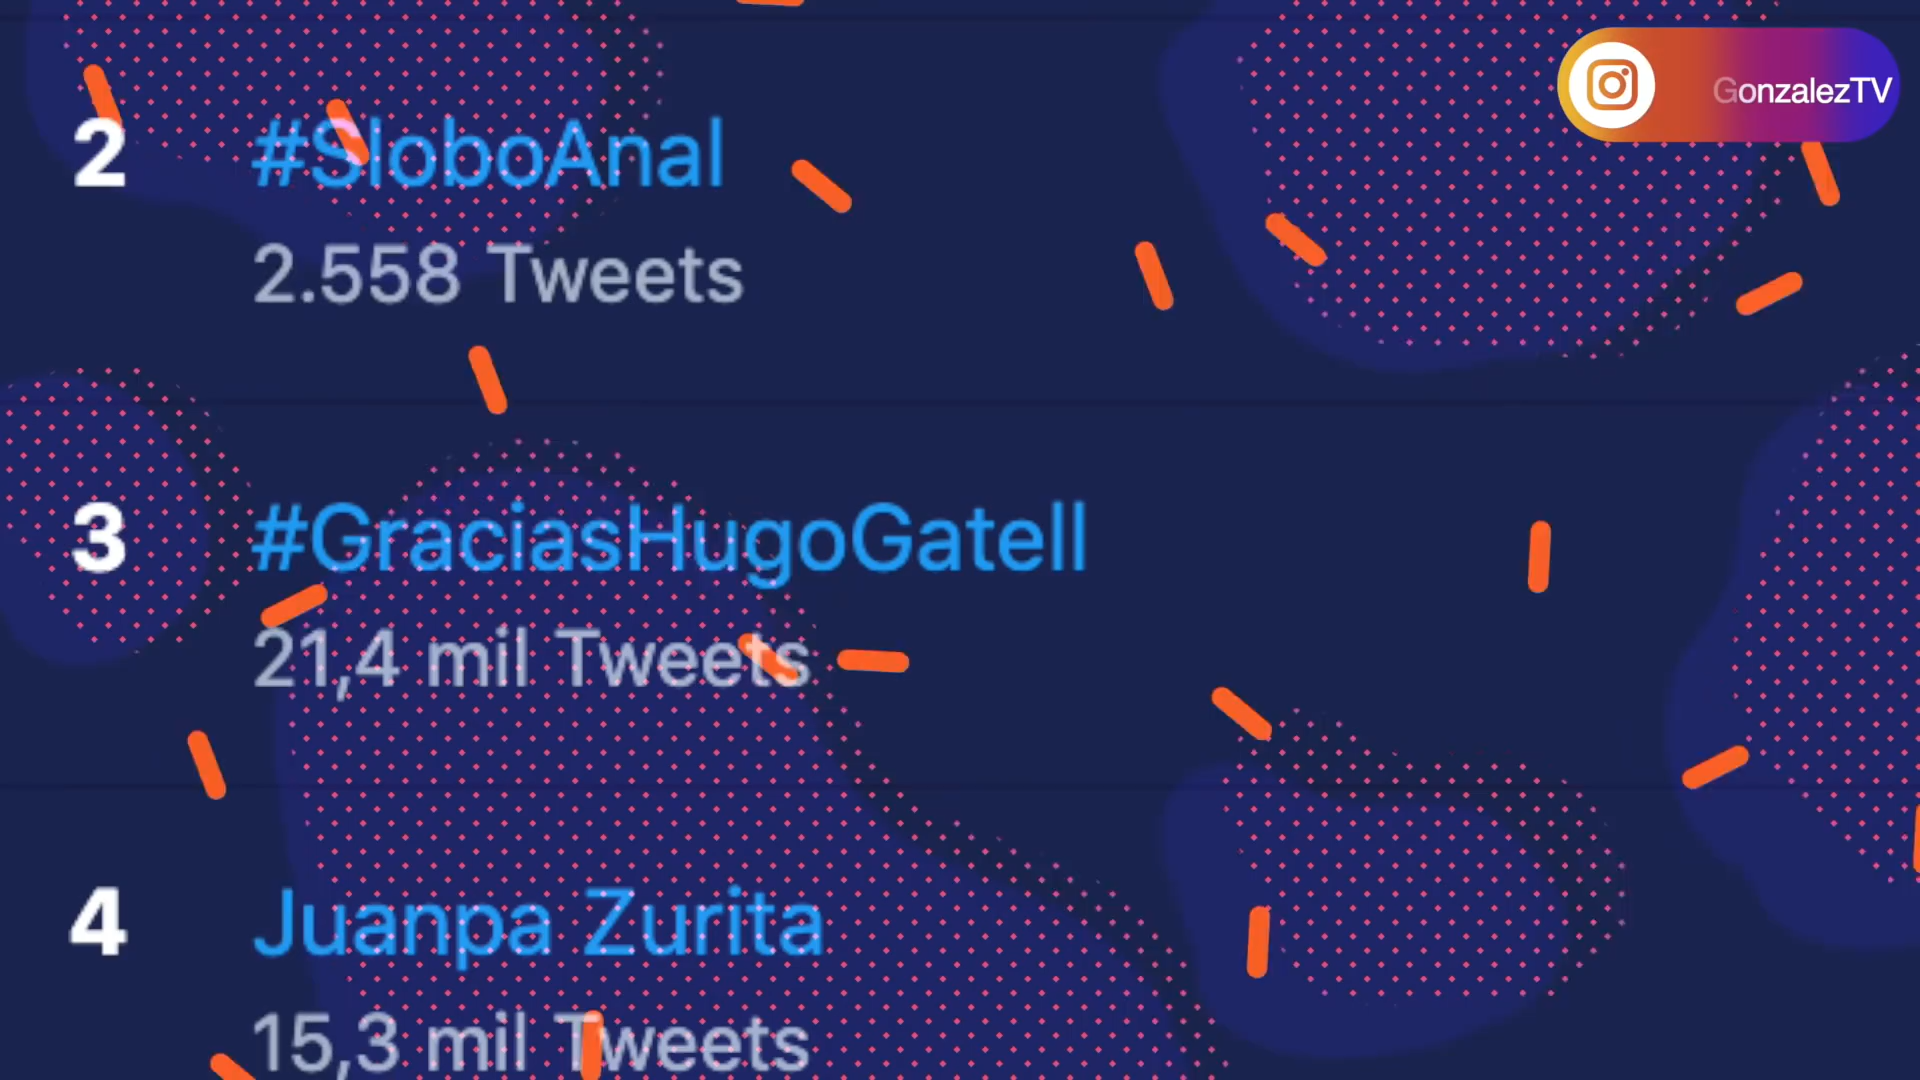 GonzalezTV
2 #SloboAnal
2.558 Tweets
3 #GraciasHugoGatell
21,4 mil Tweets
4 Juanpa Zurita
15,3 mil Tweets